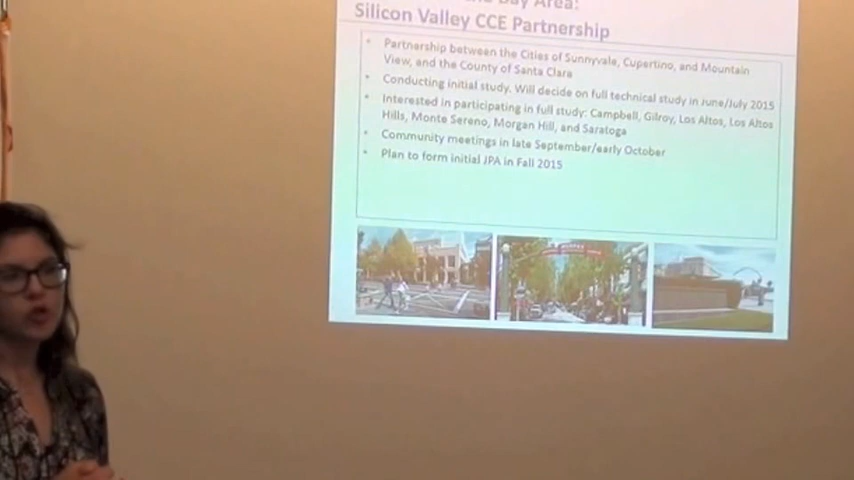 Bay Area:
Silicon Valley CCE Partnership
• Partnership between the Cities of Sunnyvale, Cupertino, and Mountain
View, and the County of Santa Clara
• Conducting initial study. Will decide on full technical study in June/July 2015
• Interested in participating in full study: Campbell, Gilroy, Los Altos, Los Altos
Hills, Monte Sereno, Morgan Hill, and Saratoga
• Community meetings in late September/early October
• Plan to form initial JPA in Fall 2015